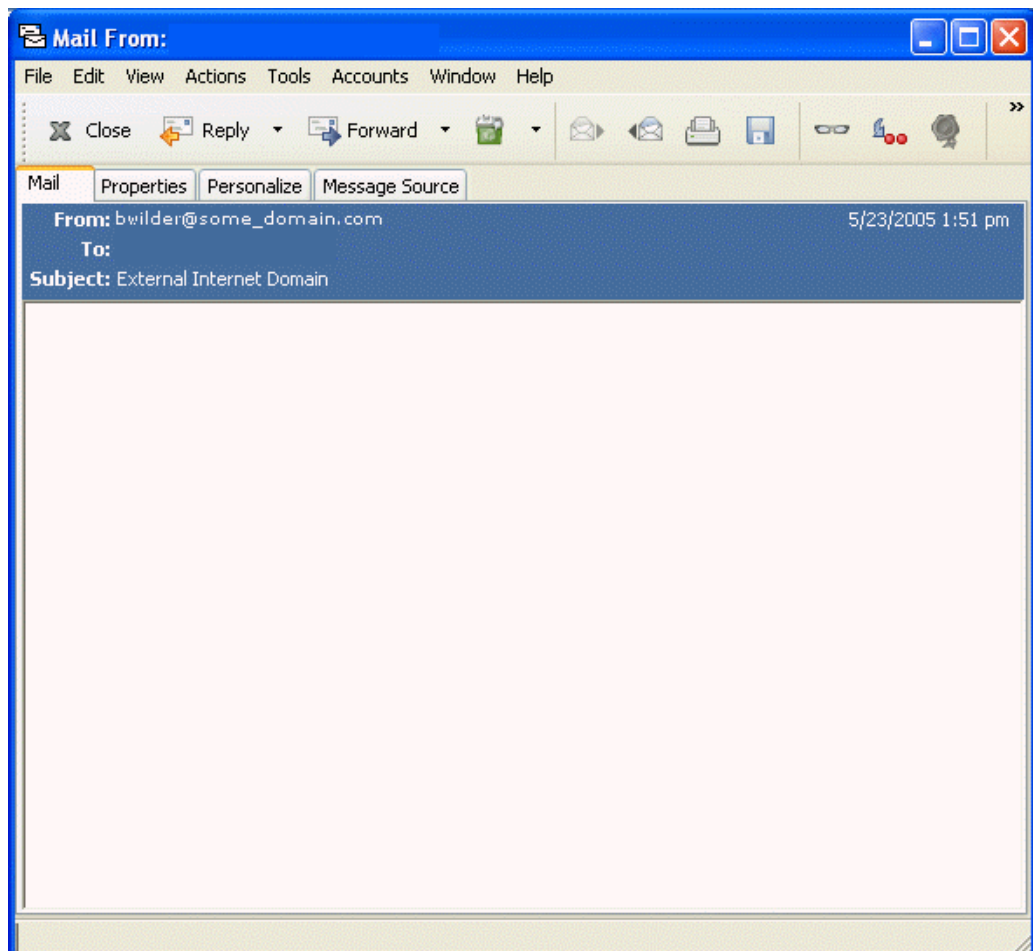 Mail From:
File Edit View Actions Tools Accounts Window Help
Close Reply Forward »
Mail Properties Personalize Message Source
From: bwilder@some_domain.com 5/23/2005 1:51 pm
To:
Subject: External Internet Domain